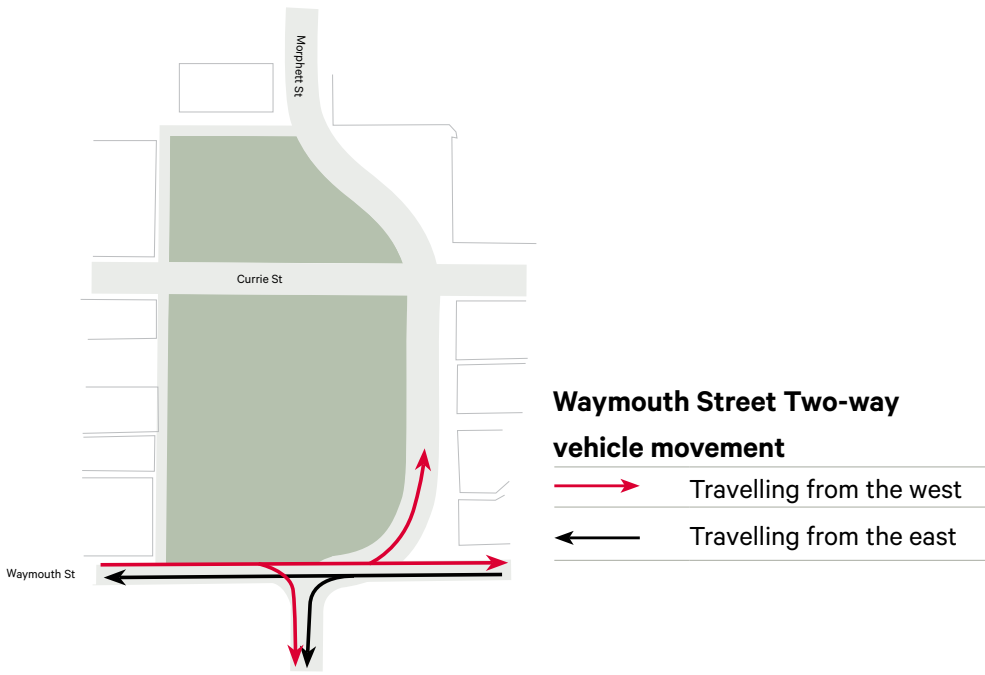 Morphett St
Currie St
Waymouth Street Two-way
vehicle movement
Travelling from the west
Travelling from the east
Waymouth St